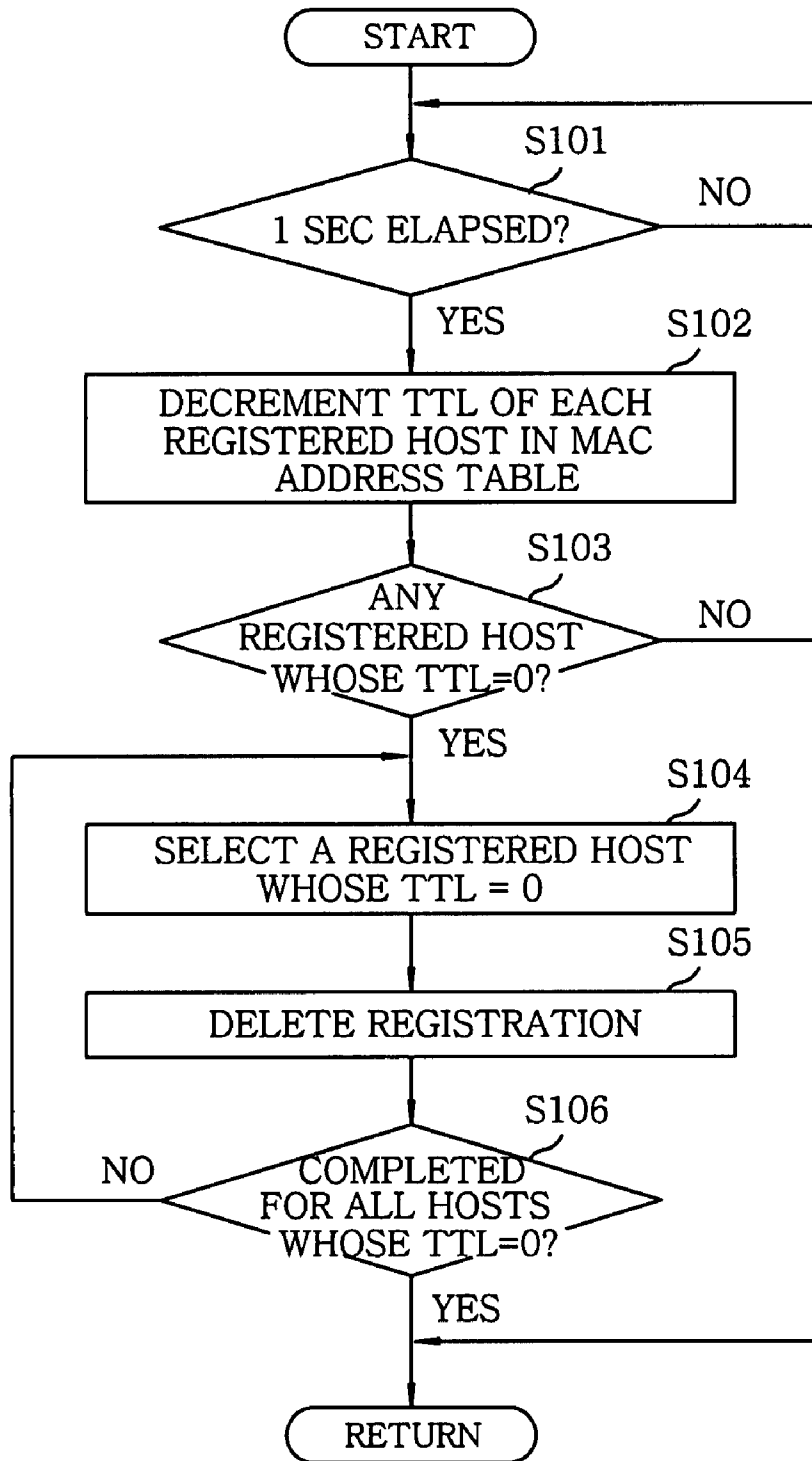 START
S101
1 SEC ELAPSED?
NO
YES
S102
DECREMENT TTL OF EACH
REGISTERED HOST IN MAC
ADDRESS TABLE
S103
ANY
REGISTERED HOST
WHOSE TTL=0?
NO
YES
S104
SELECT A REGISTERED HOST
WHOSE TTL = 0
S105
DELETE REGISTRATION
S106
COMPLETED
FOR ALL HOSTS
WHOSE TTL=0?
NO
YES
RETURN